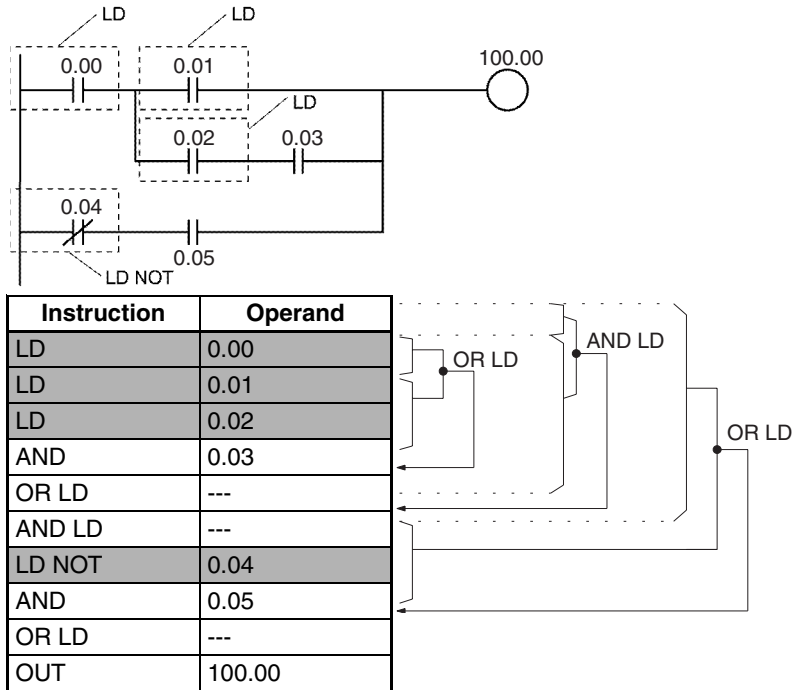 LD LD
0.00 0.01 100.00
LD
0.02 0.03
0.04
0.05
LD NOT
Instruction Operand
LD 0.00
LD 0.01
LD 0.02
AND 0.03
OR LD ---
AND LD ---
LD NOT 0.04
AND 0.05
OR LD ---
OUT 100.00
OR LD
AND LD
OR LD